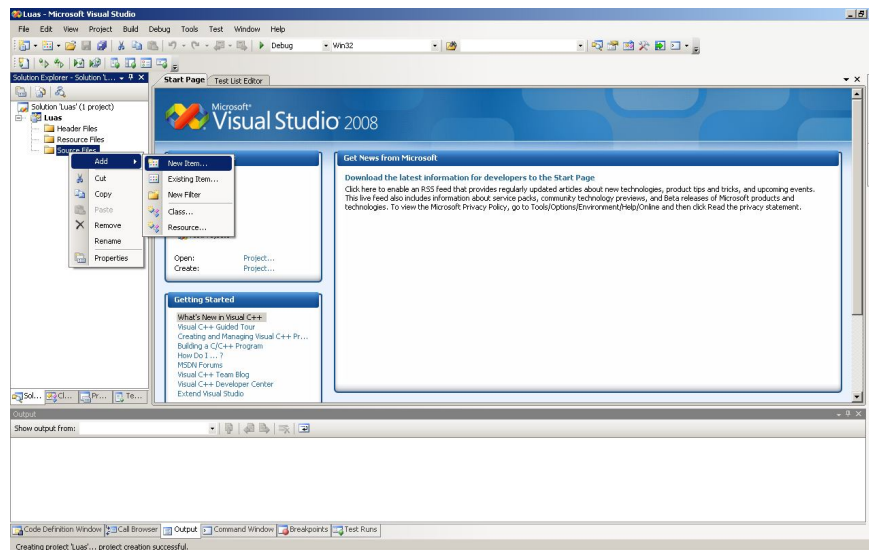 Luas - Microsoft Visual Studio
File Edit View Project Build Debug Tools Test Window Help
Debug Win32
Solution Explorer - Solution 'L...
Start Page Test List Editor
Solution 'Luas' (1 project)
Luas
Header Files
Resource Files
Source Files
Add
Cut
Copy
Paste
Remove
Rename
Properties
New Item...
Existing Item...
New Filter
Class...
Resource...
Microsoft®
Visual Studio 2008
Open: Project...
Create: Project...
Getting Started
What's New in Visual C++
Visual C++ Guided Tour
Creating and Managing Visual C++ Pr...
Building a C/C++ Program
How Do I ... ?
MSDN Forums
Visual C++ Team Blog
Visual C++ Developer Center
Extend Visual Studio
Get News from Microsoft
Download the latest information for developers to the Start Page
Click here to enable an RSS feed that provides regularly updated articles about new technologies, product tips and tricks, and upcoming events.
This live feed also includes information about service packs, community technology previews, and Beta releases of Microsoft products and
technologies. To view the Microsoft Privacy Policy, go to Tools/Options/Environment/Help/Online and then click Read the privacy statement.
Sol... Cl... Pr... Te...
Output
Show output from:
Code Definition Window Call Browser Output Command Window Breakpoints Test Runs
Creating project 'Luas'... project creation successful.